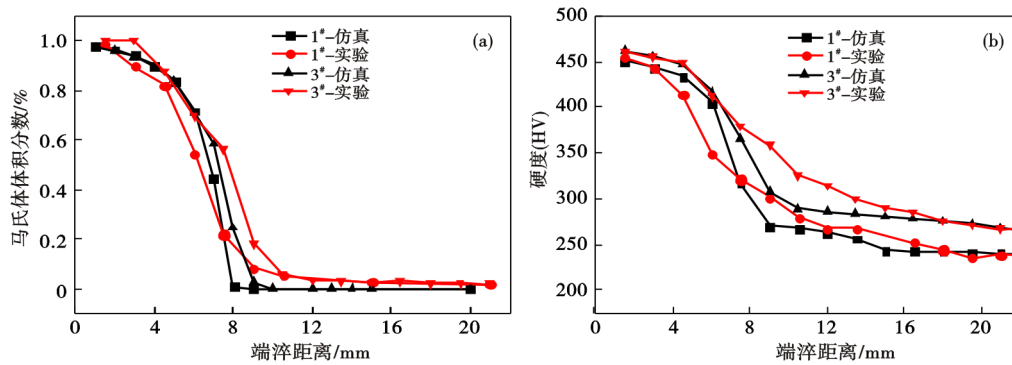 1.0
0.8
0.6
0.4
0.2
0
马氏体体积分数/%
1#-仿真
1#-实验
3#-仿真
3#-实验
(a)
0 4 8 12 16 20
端淬距离/mm
500
450
400
350
300
250
200
硬度(HV)
1#-仿真
1#-实验
3#-仿真
3#-实验
(b)
0 4 8 12 16 20
端淬距离/mm